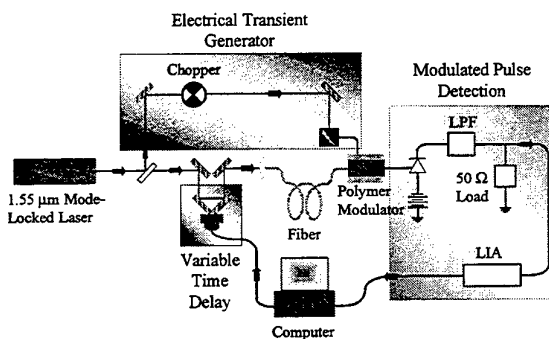 Electrical Transient
Generator
Chopper
Modulated Pulse
Detection
LPF
50 Ω
Load
1.55 μm Mode-
Locked Laser
Polymer
Modulator
Fiber
Variable
Time
Delay
LIA
Computer